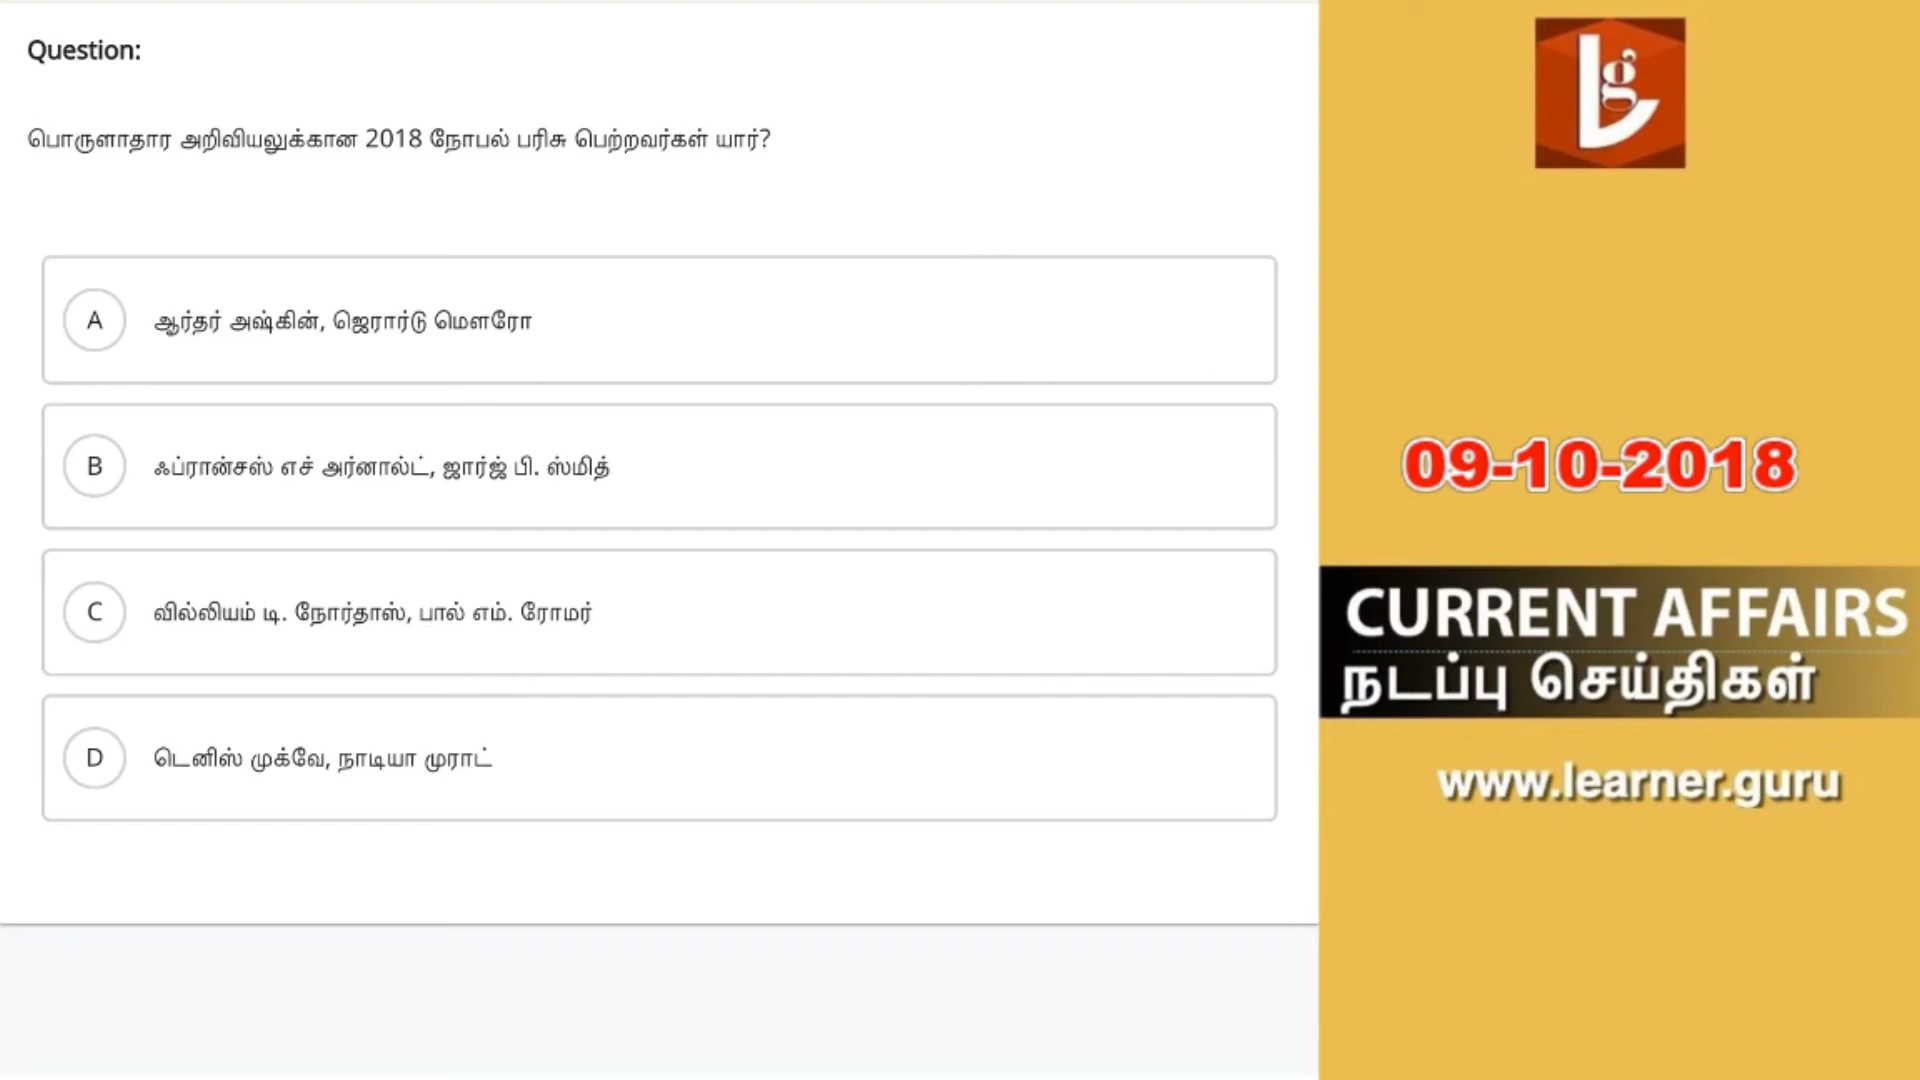 Question:
பொருளாதார அறிவியலுக்கான 2018 நோபல் பரிசு பெற்றவர்கள் யார்?
A ஆர்தர் அஷ்கின், ஜெரார்டு மௌரோ
B ஃப்ரான்சஸ் எச் அர்னால்ட், ஜார்ஜ் பி. ஸ்மித்
C வில்லியம் டி. நோர்தாஸ், பால் எம். ரோமர்
D டெனிஸ் முக்வே, நாடியா முராட்
Lg
09-10-2018
CURRENT AFFAIRS
நடப்பு செய்திகள்
www.learner.guru